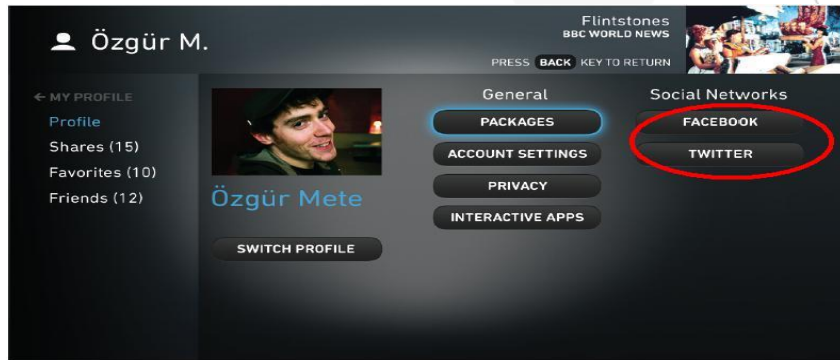 Özgür M.
Flintstones
BBC WORLD NEWS
PRESS BACK KEY TO RETURN
← MY PROFILE
Profile
Shares (15)
Favorites (10)
Friends (12)
Özgür Mete
SWITCH PROFILE
General
PACKAGES
ACCOUNT SETTINGS
PRIVACY
INTERACTIVE APPS
Social Networks
FACEBOOK
TWITTER